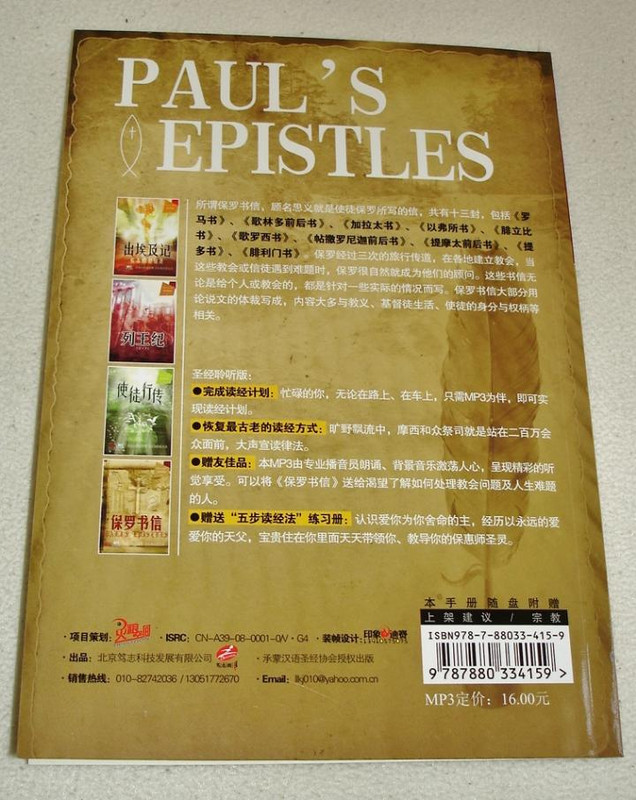 PAUL'S
EPISTLES
出埃及记
列王纪
使徒行传
保罗书信
所谓保罗书信，顾名思义就是使徒保罗所写的信，共有十三封，包括《罗
马书》、《歌林多前后书》、《加拉太书》、《以弗所书》、《腓立比
书》、《歌罗西书》、《帖撒罗尼迦前后书》、《提摩太前后书》、《提
多书》、《腓利门书》。保罗经过三次的旅行传道，在各地建立教会，当
这些教会或信徒遇到难题时，保罗很自然就成为他们的顾问。这些书信无
论是给个人或教会的，都是针对一些实际的情况而写。保罗书信大部分用
论说文的体裁写成，内容大多与教义、基督徒生活、使徒的身分与权柄等
相关。
圣经聆听版：
●完成读经计划：忙碌的你，无论在路上、在车上，只需MP3为伴，即可实
现读经计划。
●恢复最古老的读经方式：旷野飘流中，摩西和众祭司就是站在二百万会
众面前，大声宣读律法。
●赠友佳品：本MP3由专业播音员朗诵、背景音乐激荡人心，呈现精彩的听
觉享受。可以将《保罗书信》送给渴望了解如何处理教会问题及人生难题
的人。
●赠送“五步读经法”练习册：认识爱你为你舍命的主，经历以永远的爱
爱你的天父，宝贵住在你里面天天带领你、教导你的保惠师圣灵。
·项目策划： ·ISRC：CN-A39-08-0001-0/V·G4 ·装帧设计：印象迪赛
·出品：北京笃志科技发展有限公司 ·承蒙汉语圣经协会授权出版
·销售热线：010-82742036 / 13051772670 ·Email：llkj010@yahoo.com.cn
本手册随盘附赠
上架建议 / 宗教
ISBN978-7-88033-415-9
9 787880 334159 >
MP3定价：16.00元